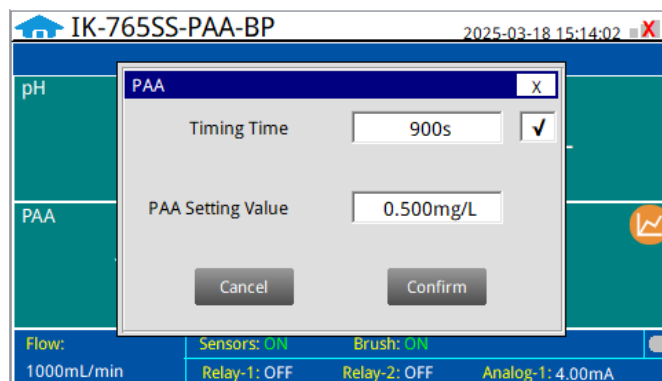 IK-765SS-PAA-BP 2025-03-18 15:14:02
PAA X
pH
Timing Time 900s √
PAA
PAA Setting Value 0.500mg/L
Cancel Confirm
Flow: Sensors: ON Brush: ON
1000mL/min Relay-1: OFF Relay-2: OFF Analog-1: 4.00mA